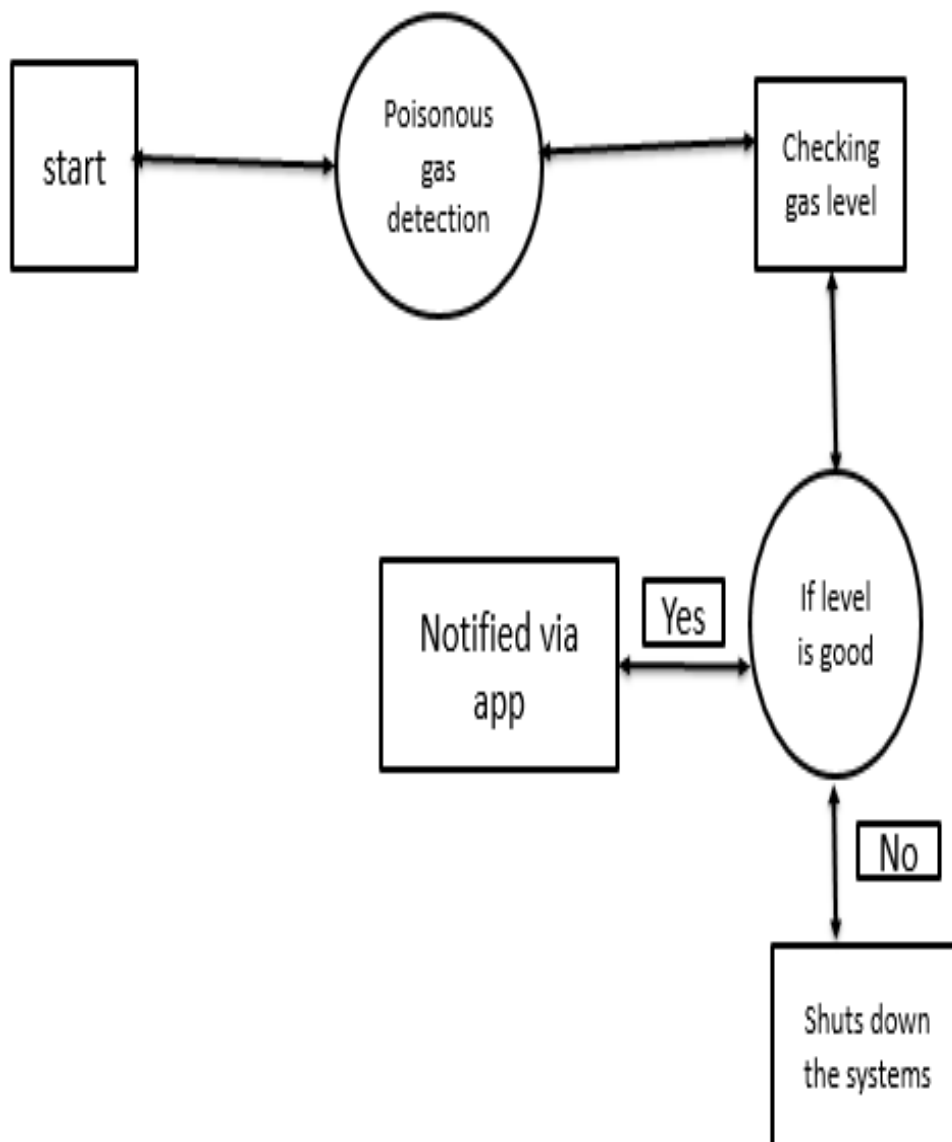 start
Poisonous
gas
detection
Checking
gas level
If level
is good
Yes
Notified via
app
No
Shuts down
the systems